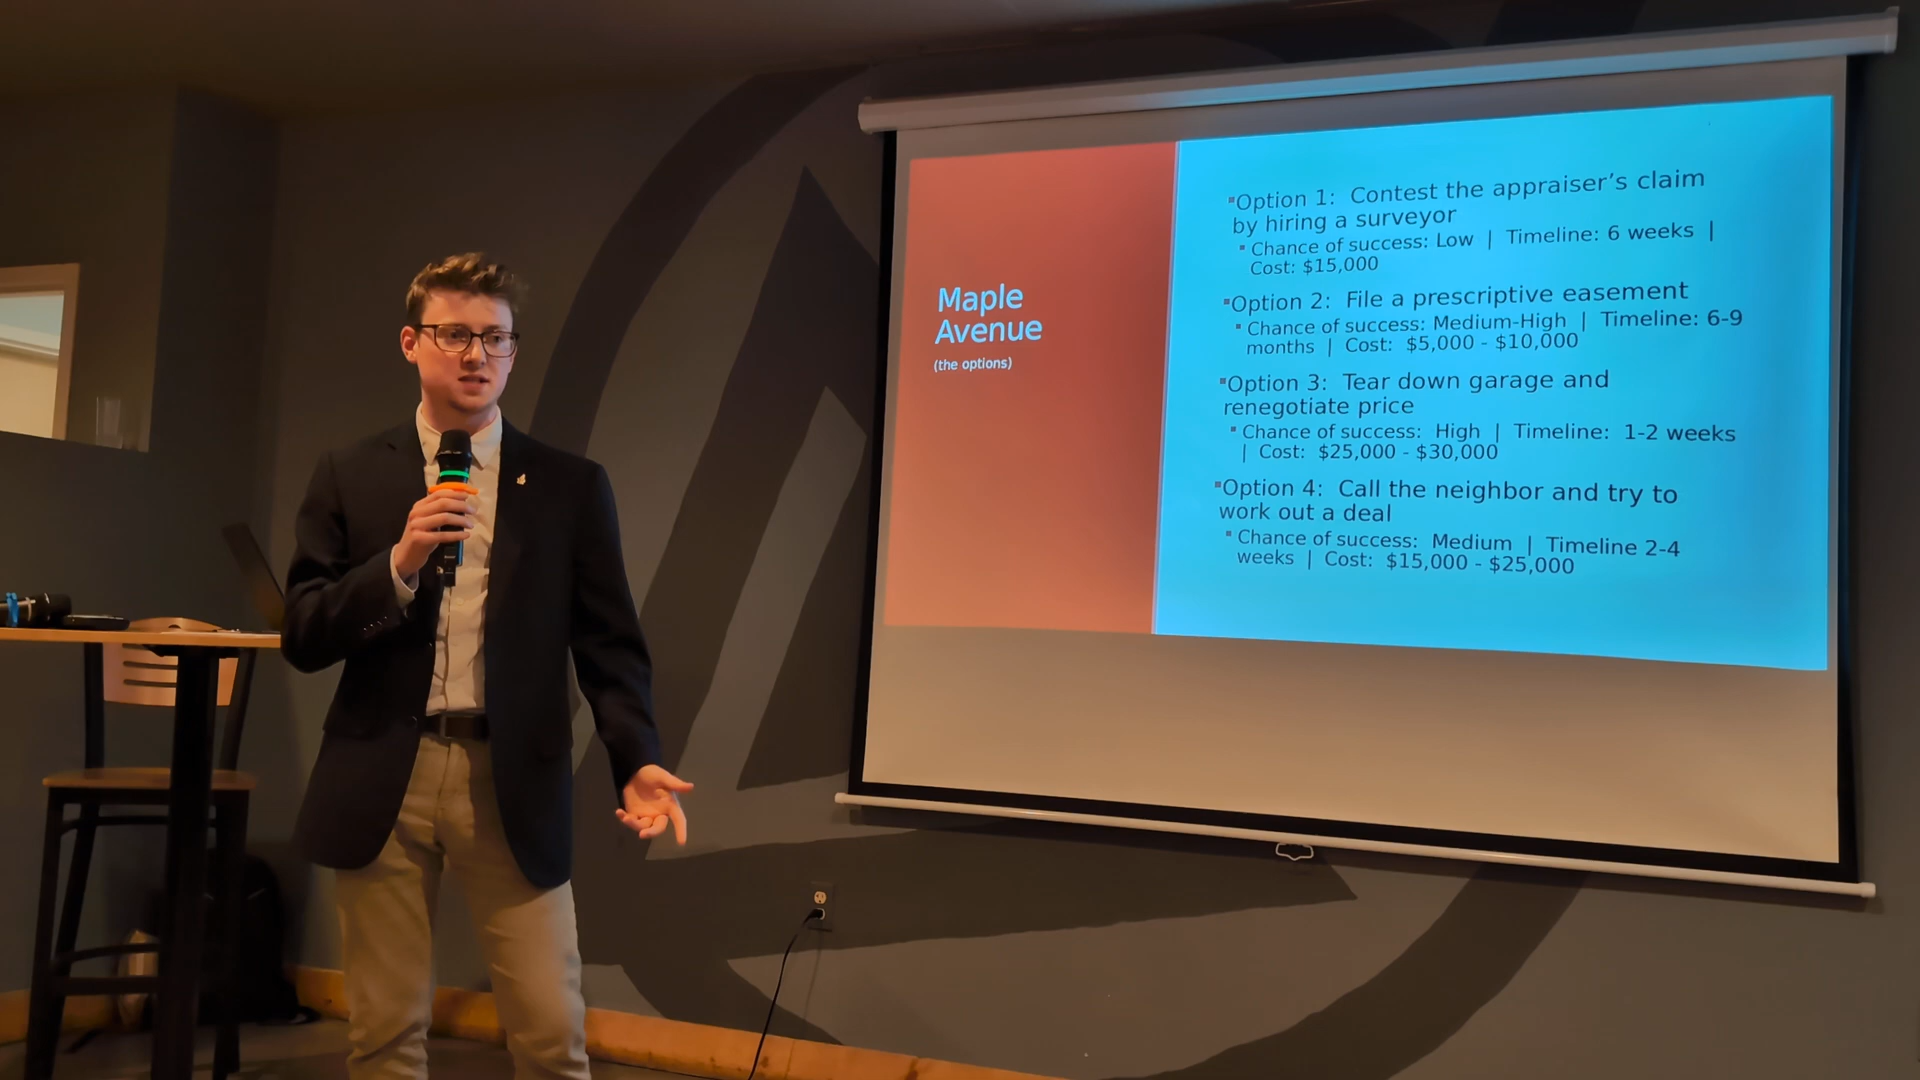 Maple
Avenue
(the options)
▪Option 1: Contest the appraiser’s claim
by hiring a surveyor
▪ Chance of success: Low | Timeline: 6 weeks |
Cost: $15,000
▪Option 2: File a prescriptive easement
▪ Chance of success: Medium-High | Timeline: 6-9
months | Cost: $5,000 - $10,000
▪Option 3: Tear down garage and
renegotiate price
▪ Chance of success: High | Timeline: 1-2 weeks
| Cost: $25,000 - $30,000
▪Option 4: Call the neighbor and try to
work out a deal
▪ Chance of success: Medium | Timeline 2-4
weeks | Cost: $15,000 - $25,000